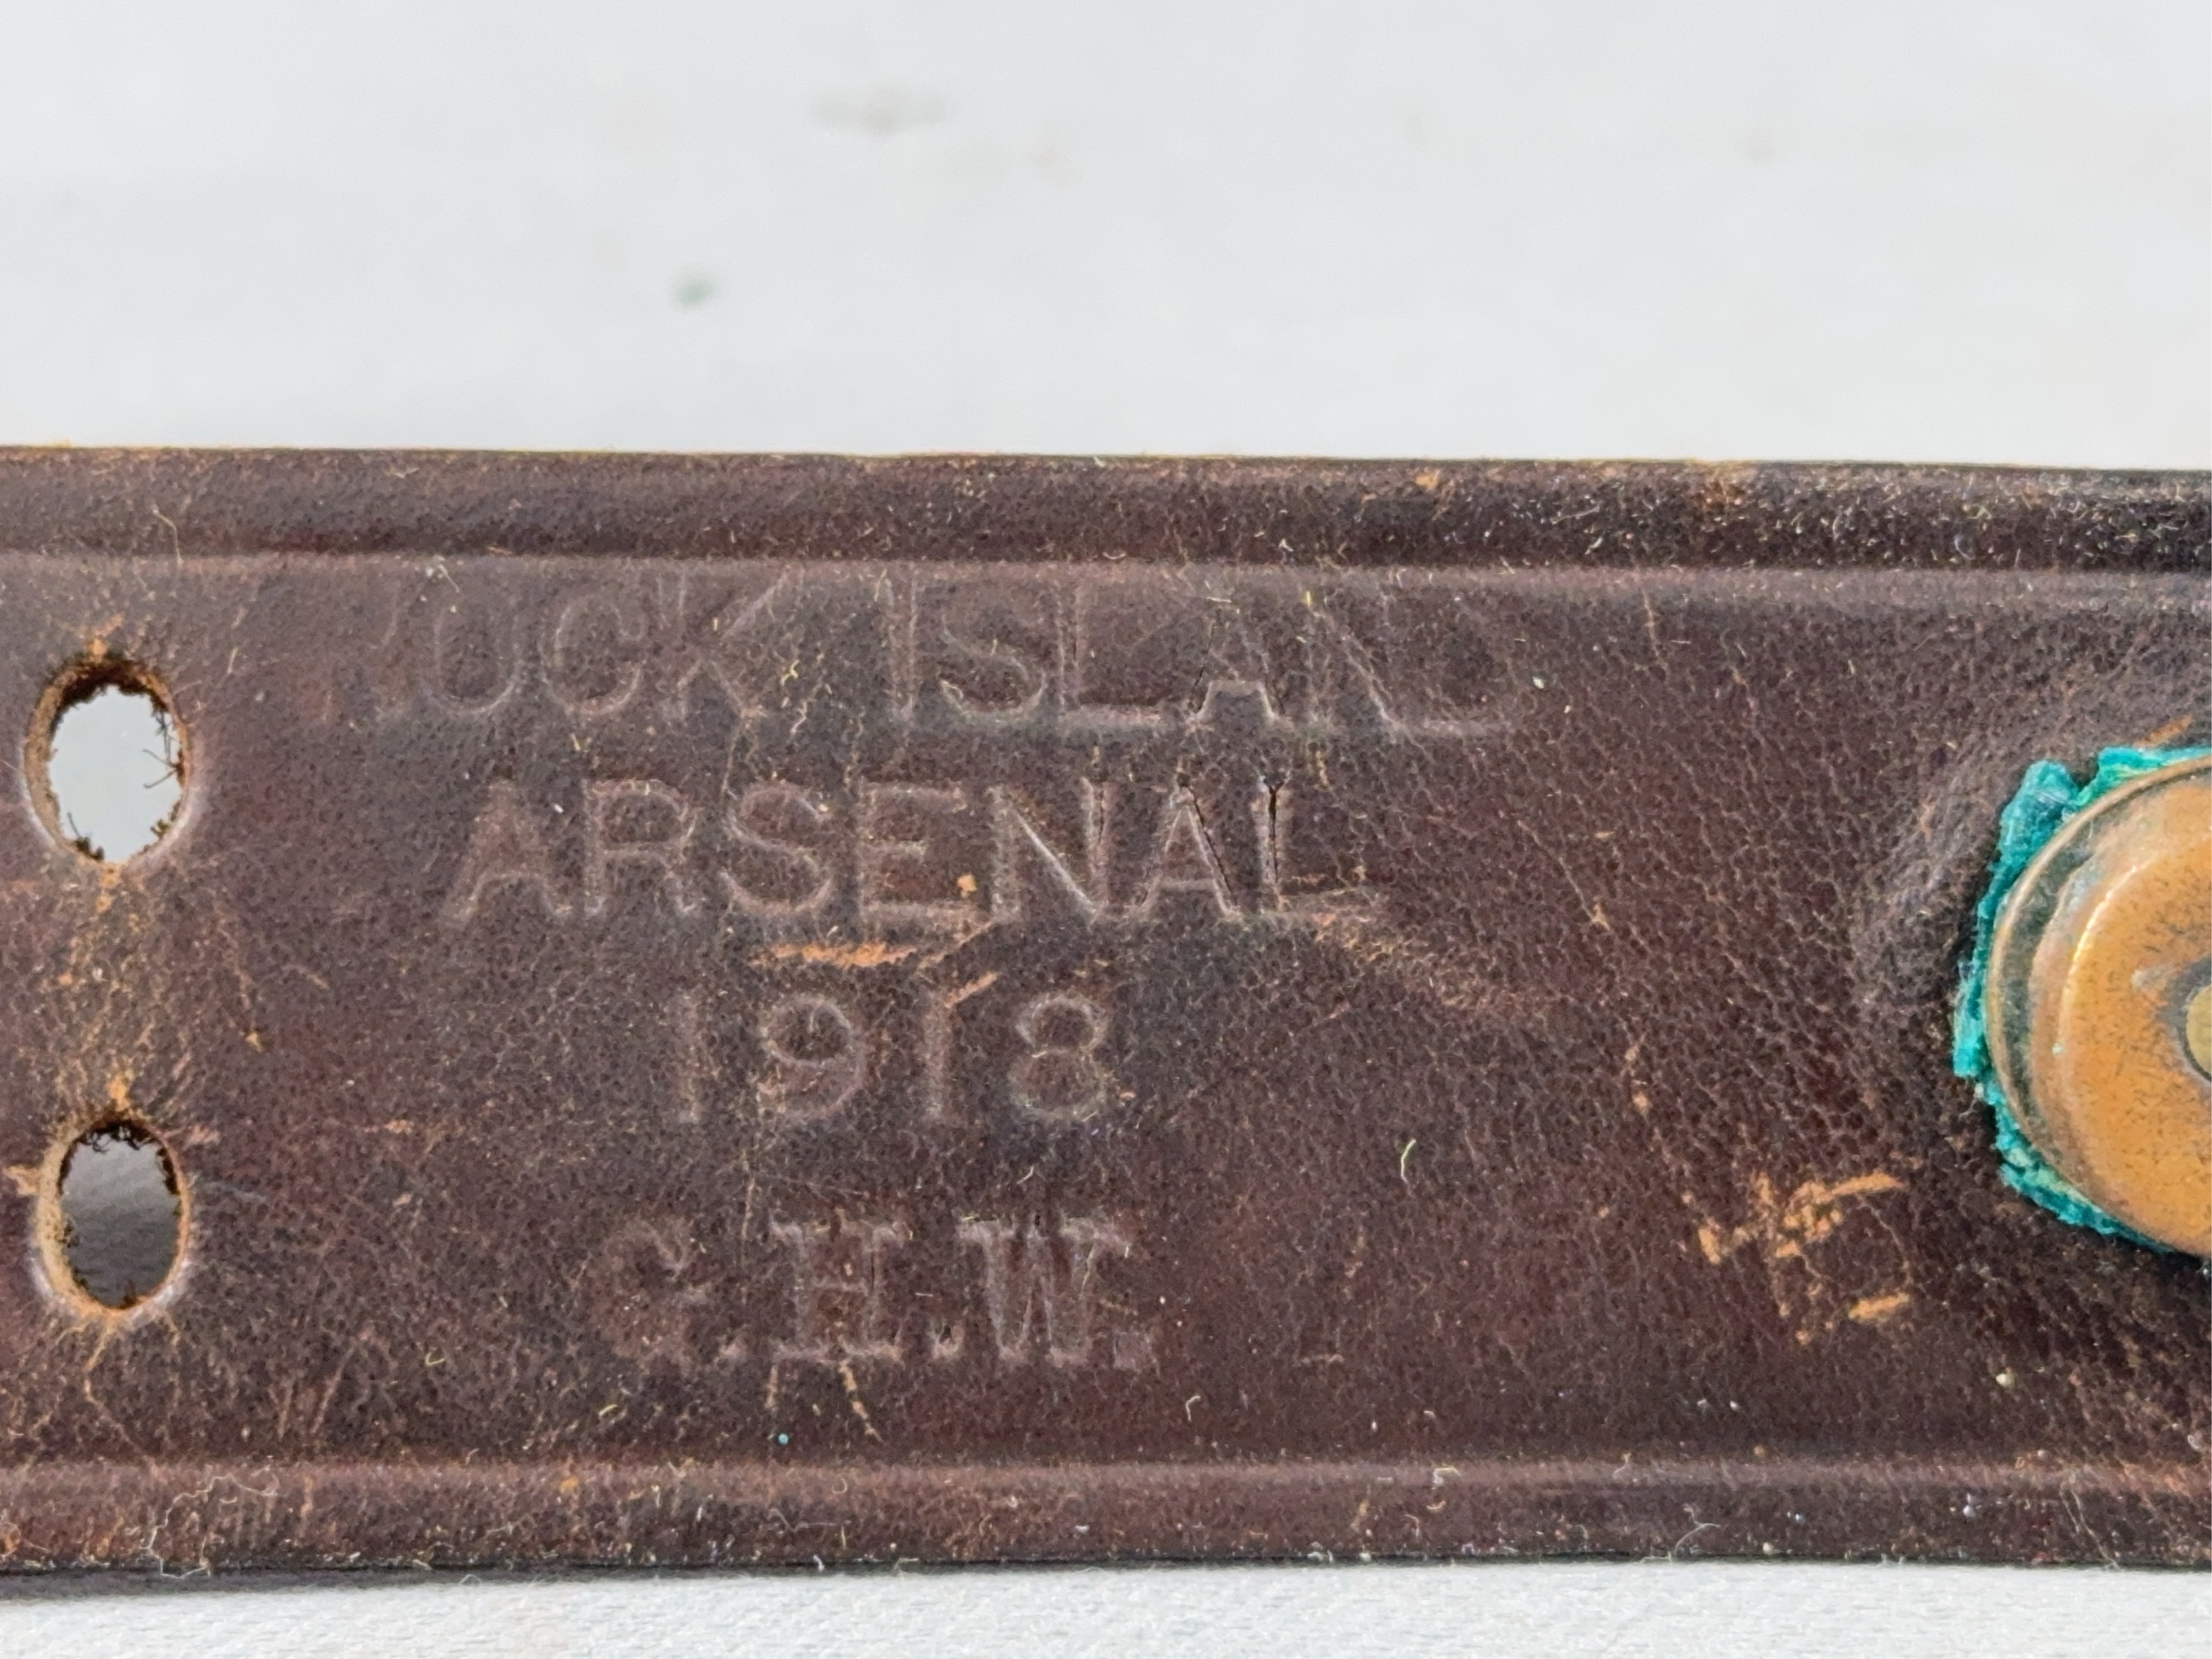 ROCK ISLAND
ARSENAL
1918
C.H.W.